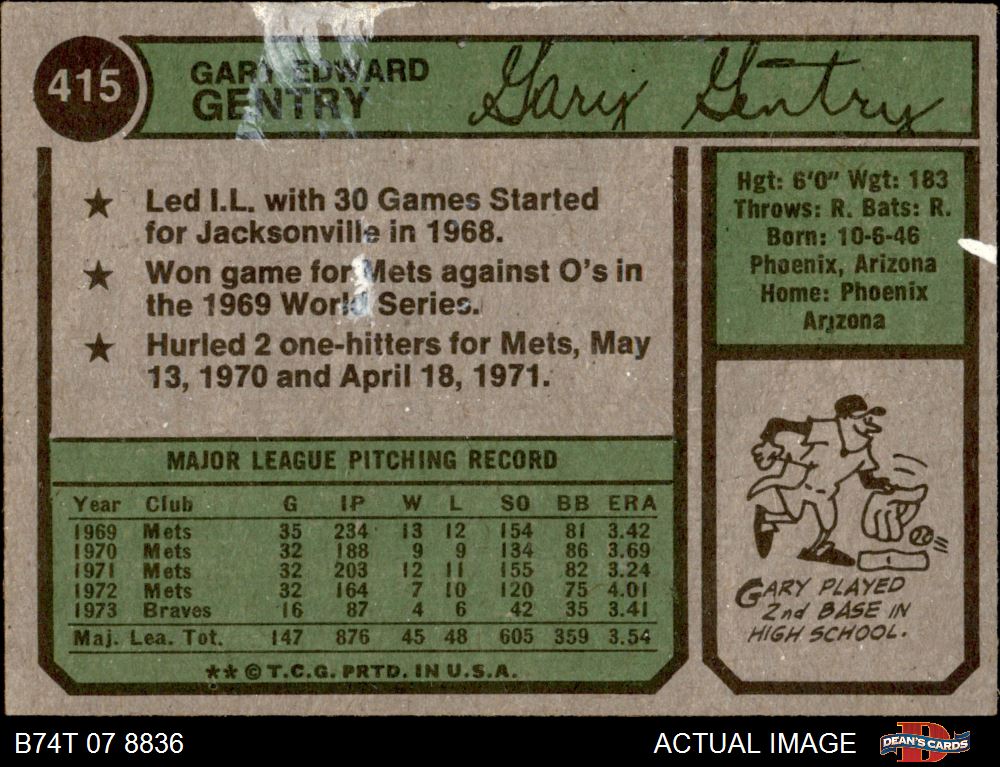 415
GARY EDWARD
GENTRY
Gary Gentry
★ Led I.L. with 30 Games Started
for Jacksonville in 1968.
★ Won game for Mets against O's in
the 1969 World Series.
★ Hurled 2 one-hitters for Mets, May
13, 1970 and April 18, 1971.
Hgt: 6'0" Wgt: 183
Throws: R. Bats: R.
Born: 10-6-46
Phoenix, Arizona
Home: Phoenix
Arizona
MAJOR LEAGUE PITCHING RECORD
Year Club G IP W L SO BB ERA
1969 Mets 35 234 13 12 154 81 3.42
1970 Mets 32 188 9 9 134 86 3.69
1971 Mets 32 203 12 11 155 82 3.24
1972 Mets 32 164 7 10 120 75 4.01
1973 Braves 16 87 4 6 42 35 3.41
Maj. Lea. Tot. 147 876 45 48 605 359 3.54
** © T.C.G. PRTD. IN U.S.A.
GARY PLAYED
2nd BASE IN
HIGH SCHOOL.
B74T 07 8836
ACTUAL IMAGE
DEAN'S CARDS